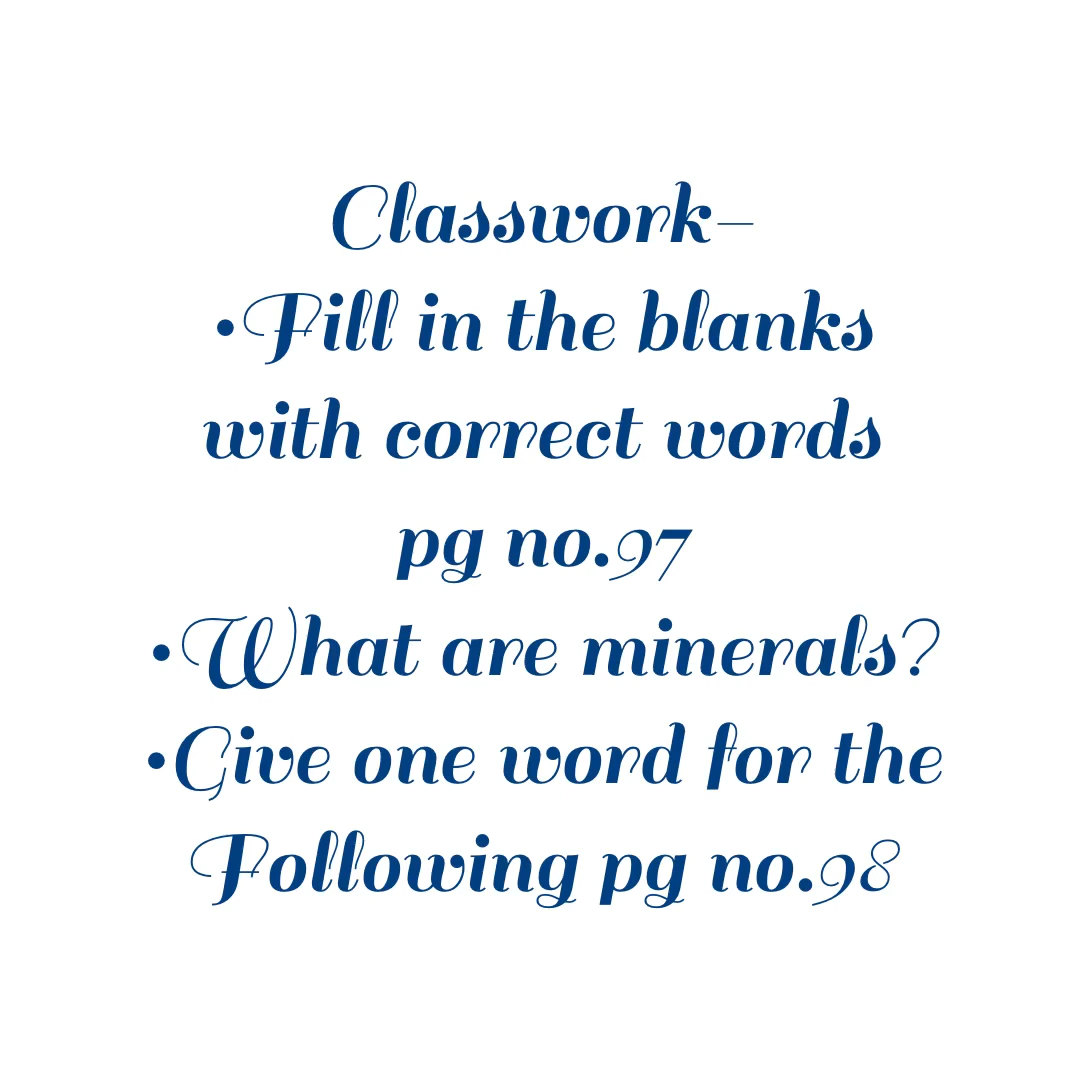 Classwork-
•Fill in the blanks
with correct words
pg no.97
•What are minerals?
•Give one word for the
Following pg no.98